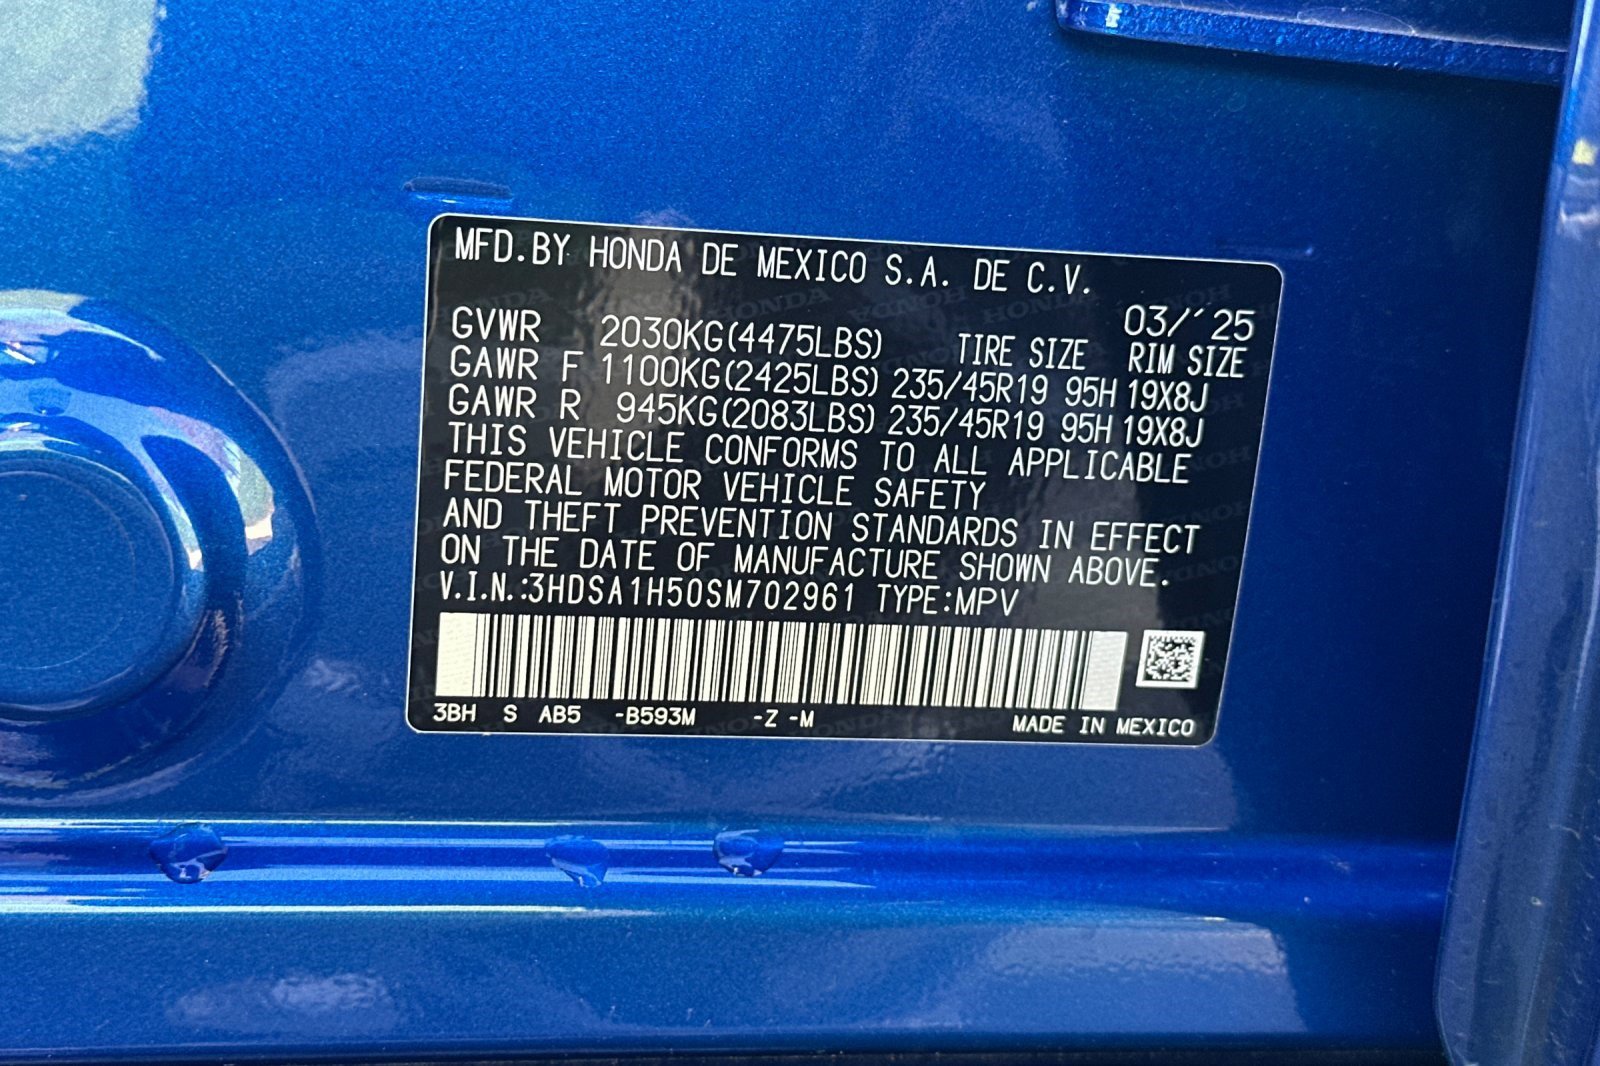 MFD.BY HONDA DE MEXICO S.A. DE C.V.
03/´25
GVWR 2030KG(4475LBS) TIRE SIZE RIM SIZE
GAWR F 1100KG(2425LBS) 235/45R19 95H 19X8J
GAWR R 945KG(2083LBS) 235/45R19 95H 19X8J
THIS VEHICLE CONFORMS TO ALL APPLICABLE
FEDERAL MOTOR VEHICLE SAFETY
AND THEFT PREVENTION STANDARDS IN EFFECT
ON THE DATE OF MANUFACTURE SHOWN ABOVE.
V.I.N.:3HDSA1H50SM702961 TYPE:MPV
3BH S AB5 -B593M -Z -M MADE IN MEXICO